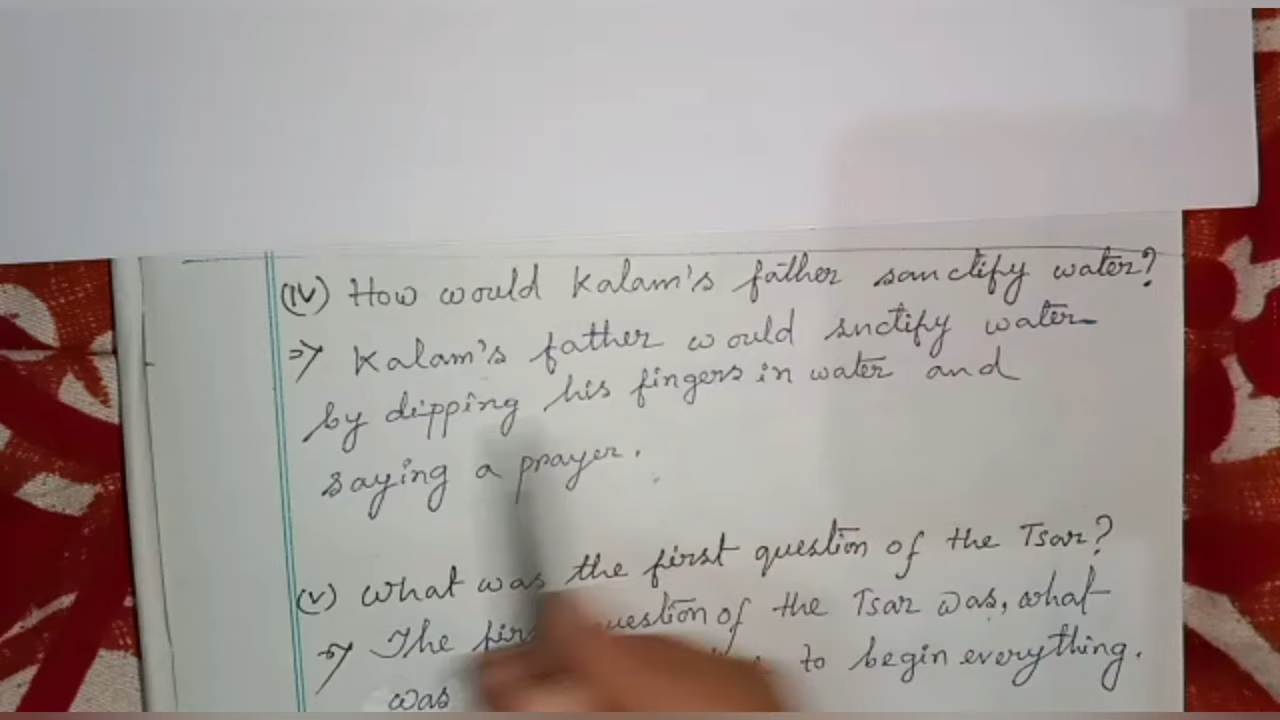 (IV) How would Kalam's father sanctify water?
⇒ Kalam's father would snctify water
by dipping his fingers in water and
saying a prayer.
(V) What was the first question of the Tsar?
⇒ The question of the Tsar was, what
was to begin everything.